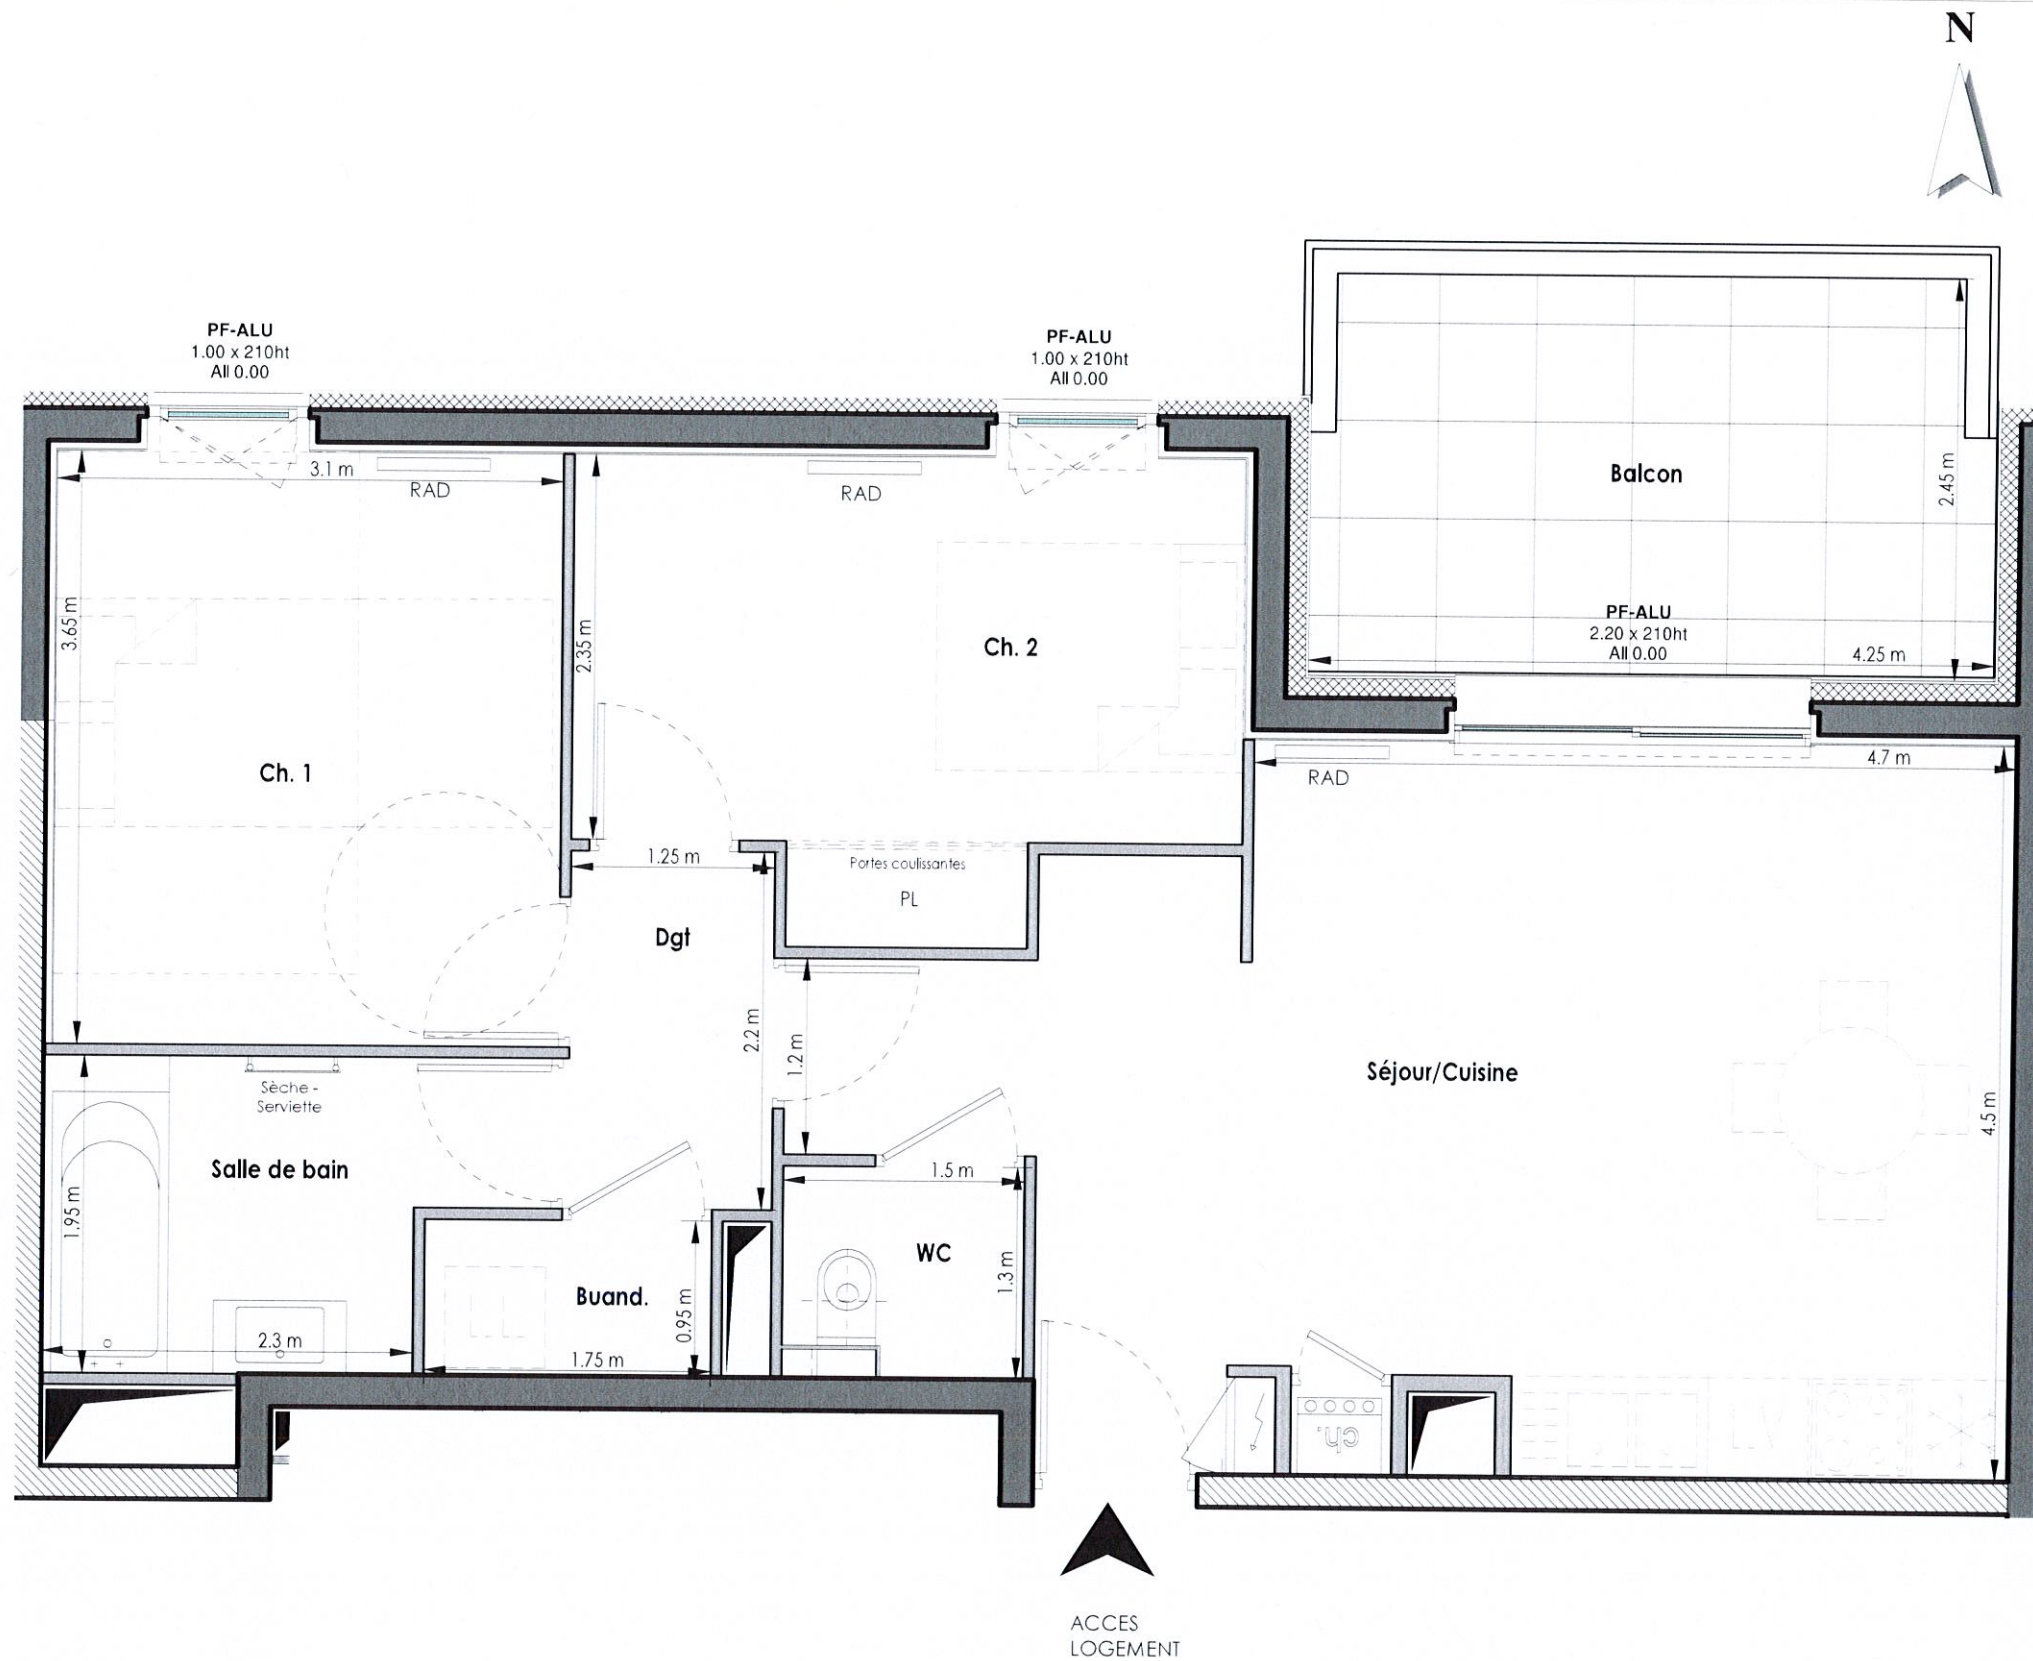 N
PF-ALU
1.00 x 210ht
All 0.00
PF-ALU
1.00 x 210ht
All 0.00
3.1 m
RAD
RAD
Balcon
2.45 m
3.65 m
2.35 m
Ch. 2
PF-ALU
2.20 x 210ht
All 0.00
4.25 m
Ch. 1
4.7 m
RAD
1.25 m
Portes coulissantes
PL
Dgt
2.2 m
1.2 m
Séjour/Cuisine
4.5 m
Sèche -
Serviette
Salle de bain
1.95 m
1.5 m
WC
1.3 m
Buand.
0.95 m
2.3 m
1.75 m
ch.
ACCES
LOGEMENT